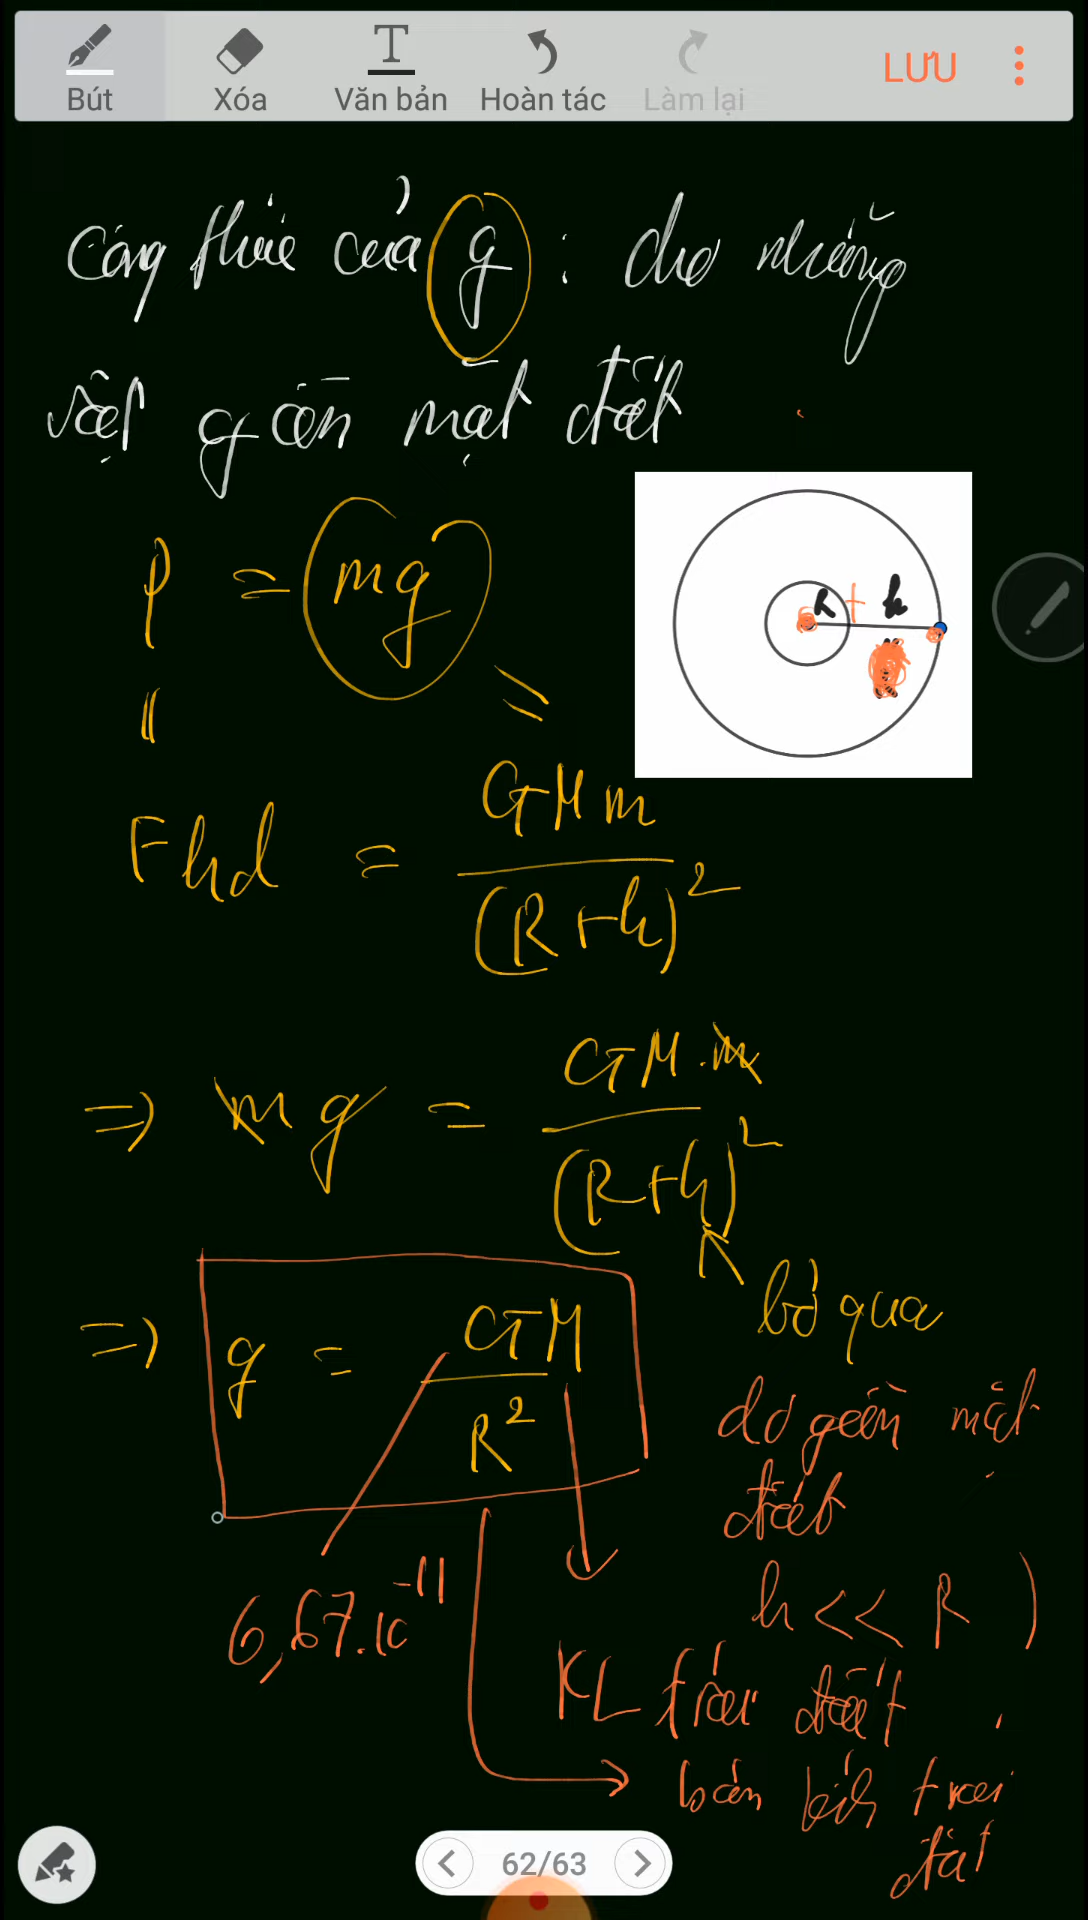 Bút Xóa Văn bản Hoàn tác Làm lại LƯU
Công thức của g : cho những
vật gần mặt đất
P = mg
R + h
"
=
Fhd = GMm / (R+h)²
=> mg = GM.m / (R+h)²
=> g = GM / R²
bỏ qua
do gần mặt
đất
h << R )
6,67.10⁻¹¹
KL trái đất
bán kính trái
đất
62/63